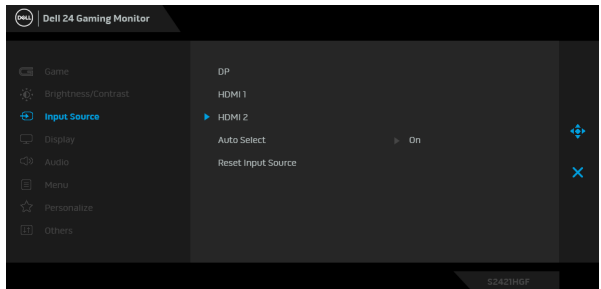 DELL Dell 24 Gaming Monitor
Game
Brightness/Contrast
Input Source
Display
Audio
Menu
Personalize
Others
DP
HDMI 1
HDMI 2
Auto Select On
Reset Input Source
S2421HGF